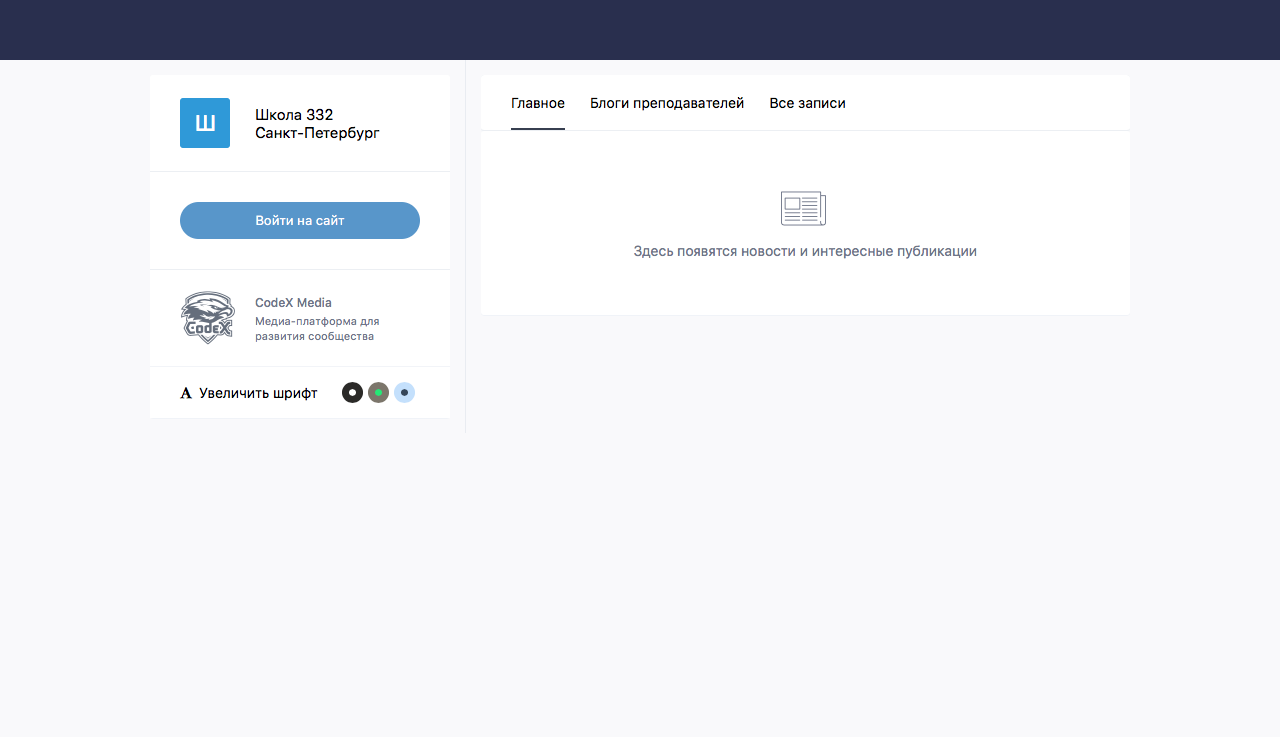 Ш
Школа 332
Санкт-Петербург
Войти на сайт
CodeX
CodeX Media
Медиа-платформа для
развития сообщества
A Увеличить шрифт
Главное Блоги преподавателей Все записи
Здесь появятся новости и интересные публикации